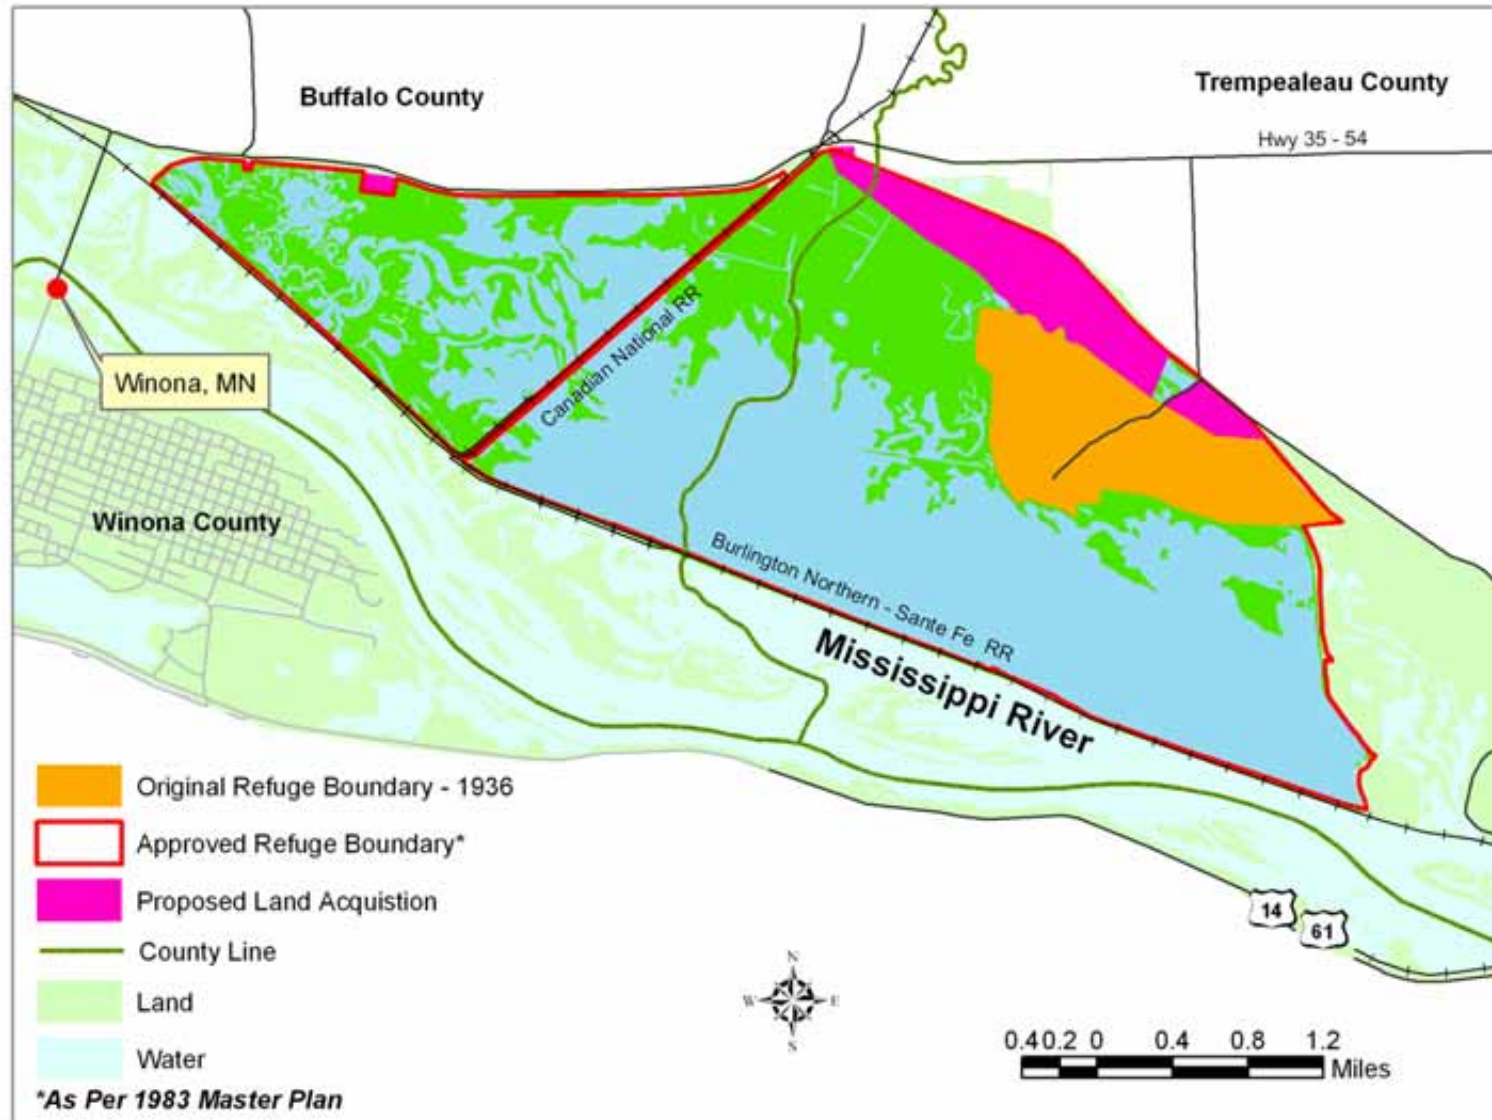 Buffalo County
Trempealeau County
Hwy 35 - 54
Canadian National RR
Winona, MN
Winona County
Burlington Northern - Sante Fe RR
Mississippi River
Original Refuge Boundary - 1936
Approved Refuge Boundary*
Proposed Land Acquistion
County Line
Land
Water
*As Per 1983 Master Plan
14
61
N
W E
S
0.4 0.2 0 0.4 0.8 1.2
Miles